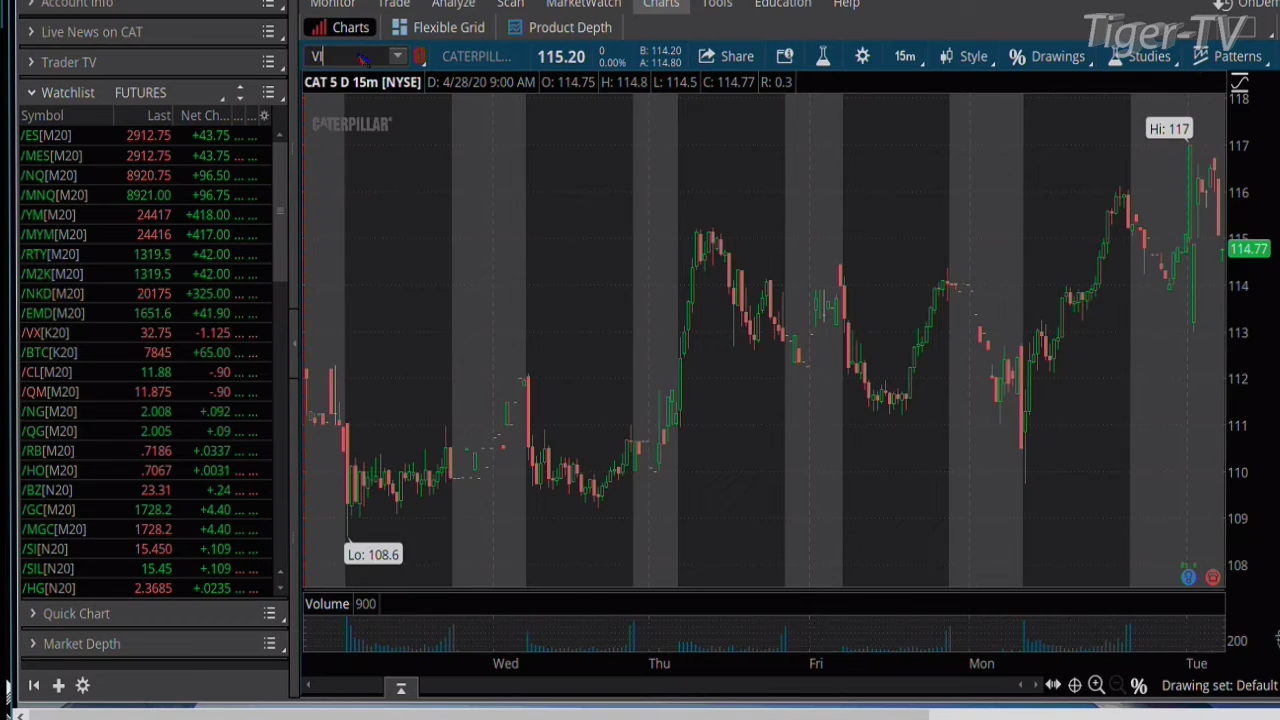 Account Info
Live News on CAT
Trader TV
Watchlist FUTURES
Symbol Last Net Ch... ... ...
/ES[M20] 2912.75 +43.75 ... ...
/MES[M20] 2912.75 +43.75 ... ...
/NQ[M20] 8920.75 +96.50 ... ...
/MNQ[M20] 8921.00 +96.75 ... ...
/YM[M20] 24417 +418.00 ... ...
/MYM[M20] 24416 +417.00 ... ...
/RTY[M20] 1319.5 +42.00 ... ...
/M2K[M20] 1319.5 +42.00 ... ...
/NKD[M20] 20175 +325.00 ... ...
/EMD[M20] 1651.6 +41.90 ... ...
/VX[K20] 32.75 -1.125 ... ...
/BTC[K20] 7845 +65.00 ... ...
/CL[M20] 11.88 -.90 ... ...
/QM[M20] 11.875 -.90 ... ...
/NG[M20] 2.008 +.092 ... ...
/QG[M20] 2.005 +.09 ... ...
/RB[M20] .7186 +.0337 ... ...
/HO[M20] .7067 +.0031 ... ...
/BZ[N20] 23.31 +.24 ... ...
/GC[M20] 1728.2 +4.40 ... ...
/MGC[M20] 1728.2 +4.40 ... ...
/SI[N20] 15.450 +.109 ... ...
/SIL[N20] 15.45 +.109 ... ...
/HG[N20] 2.3685 +.0235 ... ...
Quick Chart
Market Depth
Monitor Trade Analyze Scan MarketWatch Charts Tools Education Help
OnDem
Tiger-TV
Charts Flexible Grid Product Depth
VI CATERPILL... 115.20 0 B: 114.20
0.00% A: 114.80
Share 15m Style Drawings Studies Patterns
CAT 5 D 15m [NYSE] D: 4/28/20 9:00 AM O: 114.75 H: 114.8 L: 114.5 C: 114.77 R: 0.3
CATERPILLAR
Hi: 117
Lo: 108.6
118
117
116
115
114.77
114
113
112
111
110
109
108
Volume 900
200
Wed Thu Fri Mon Tue
% Drawing set: Default